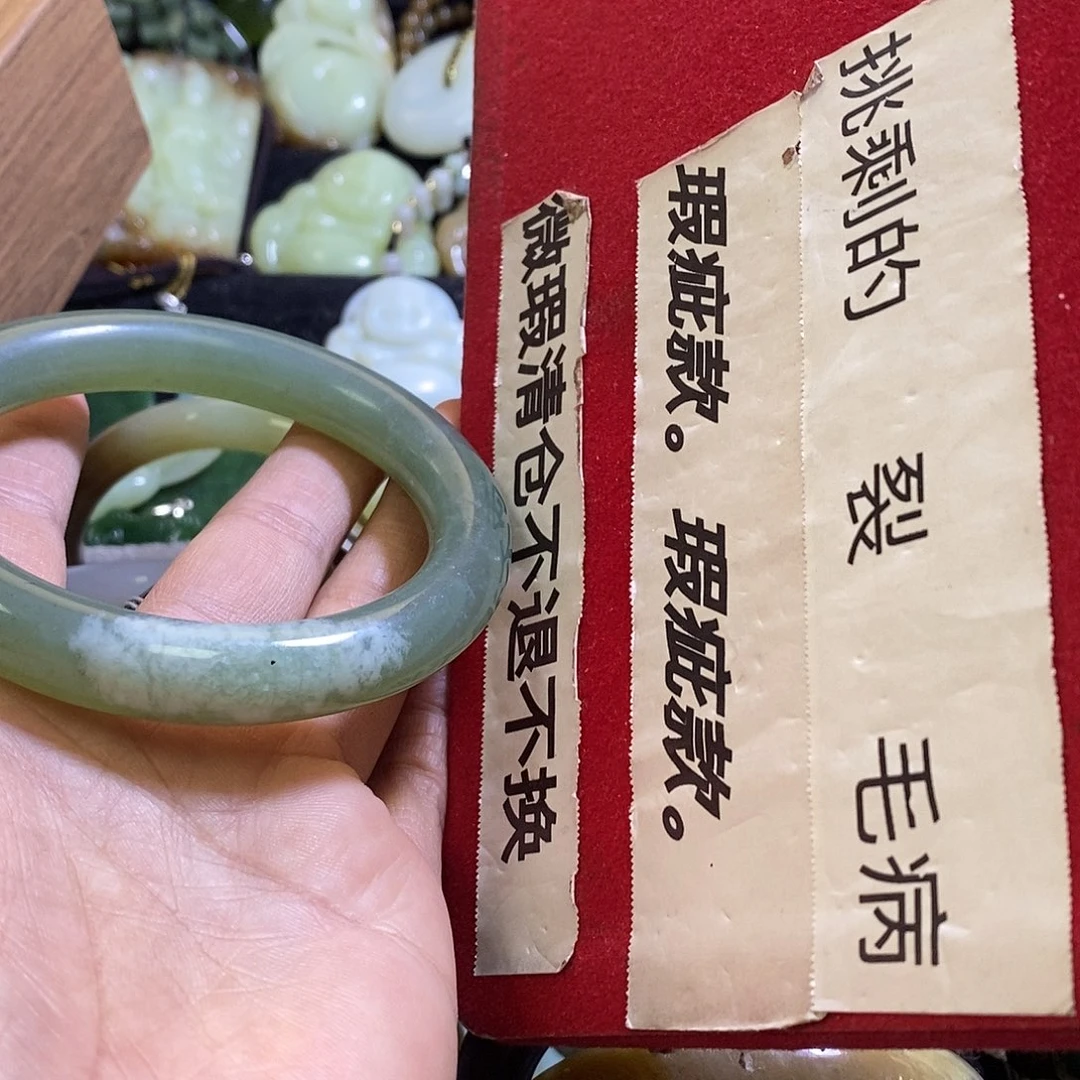 挑剩的 裂 毛病
瑕疵款。 瑕疵款。
微瑕清仓不退不换